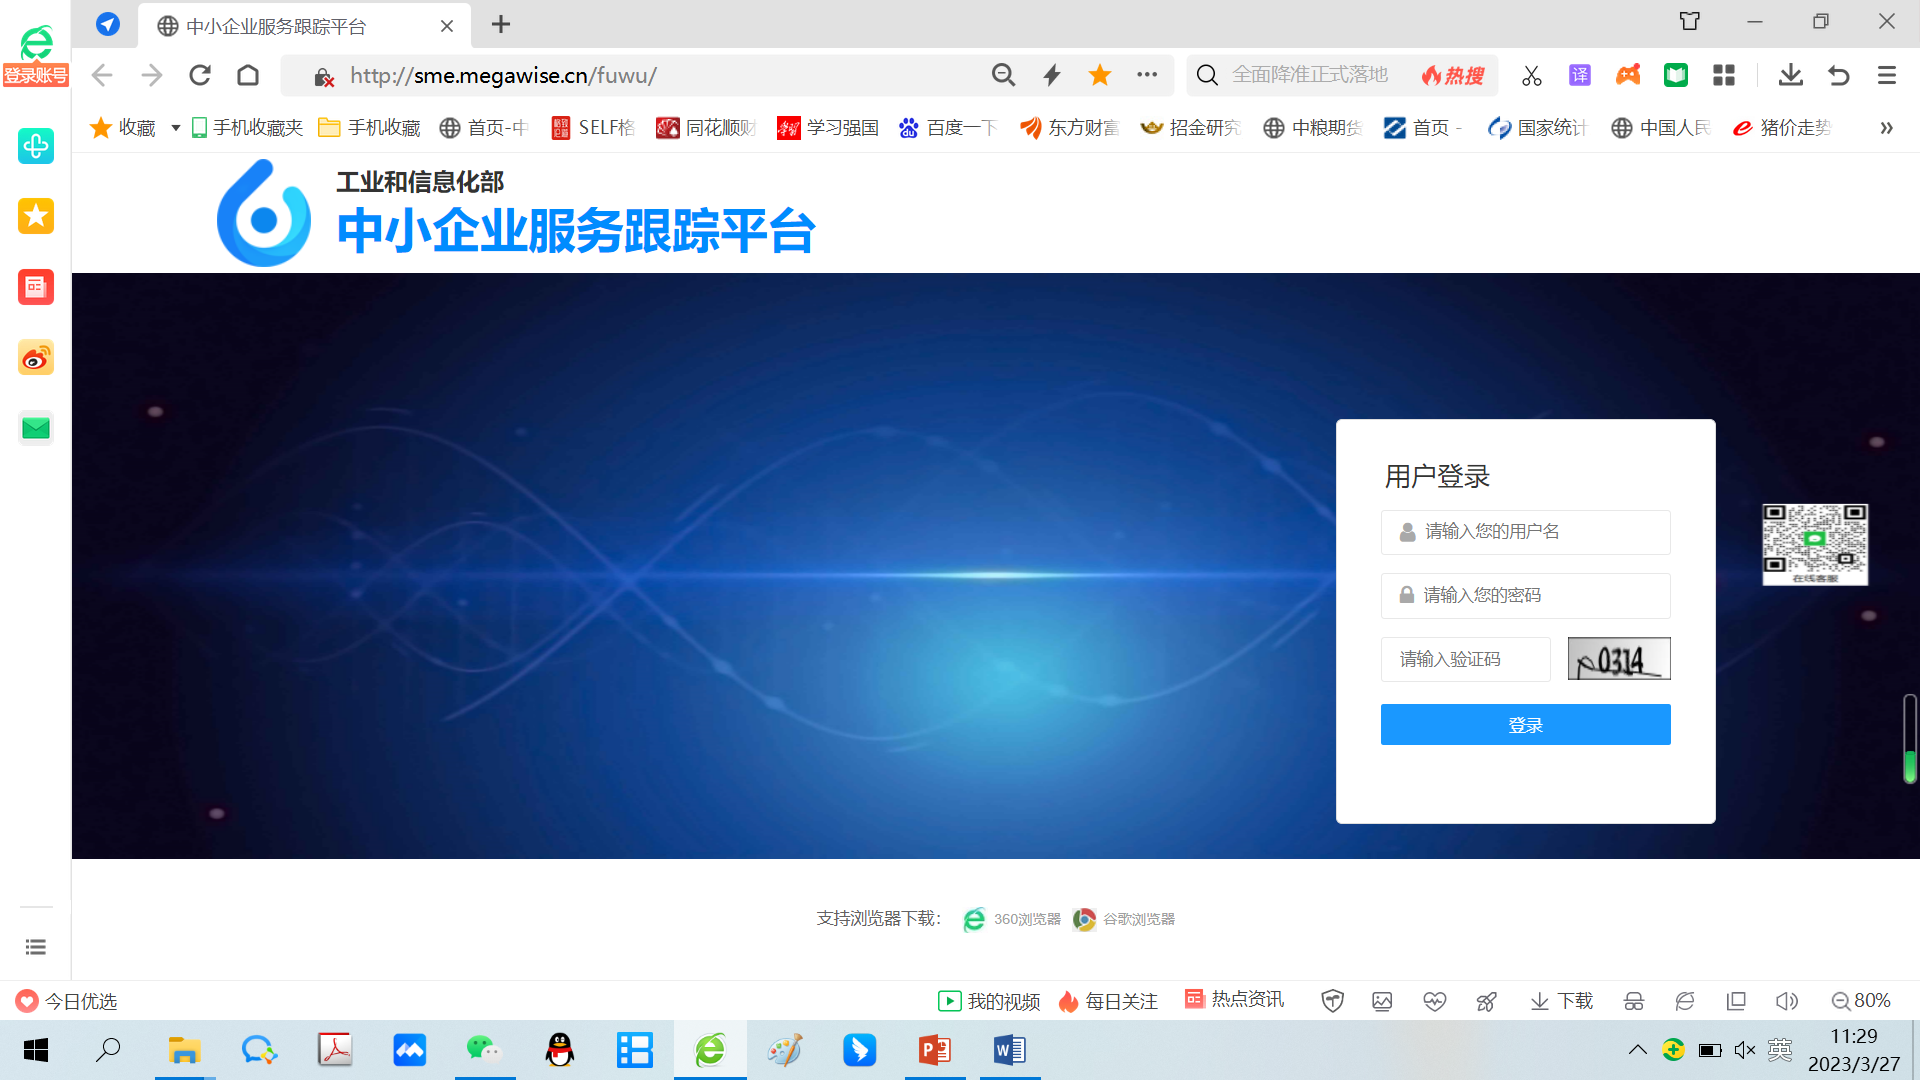 中小企业服务跟踪平台
登录账号
http://sme.megawise.cn/fuwu/
全面降准正式落地
热搜
译
收藏
手机收藏夹
手机收藏
首页-中
SELF格
同花顺财
学习强国
百度一下
东方财富
招金研究
中粮期货
首页 -
国家统计
中国人民
猪价走势
工业和信息化部
中小企业服务跟踪平台
用户登录
请输入您的用户名
请输入您的密码
请输入验证码
0314
登录
在线客服
支持浏览器下载：
360浏览器
谷歌浏览器
今日优选
我的视频
每日关注
热点资讯
下载
80%
英
11:29
2023/3/27